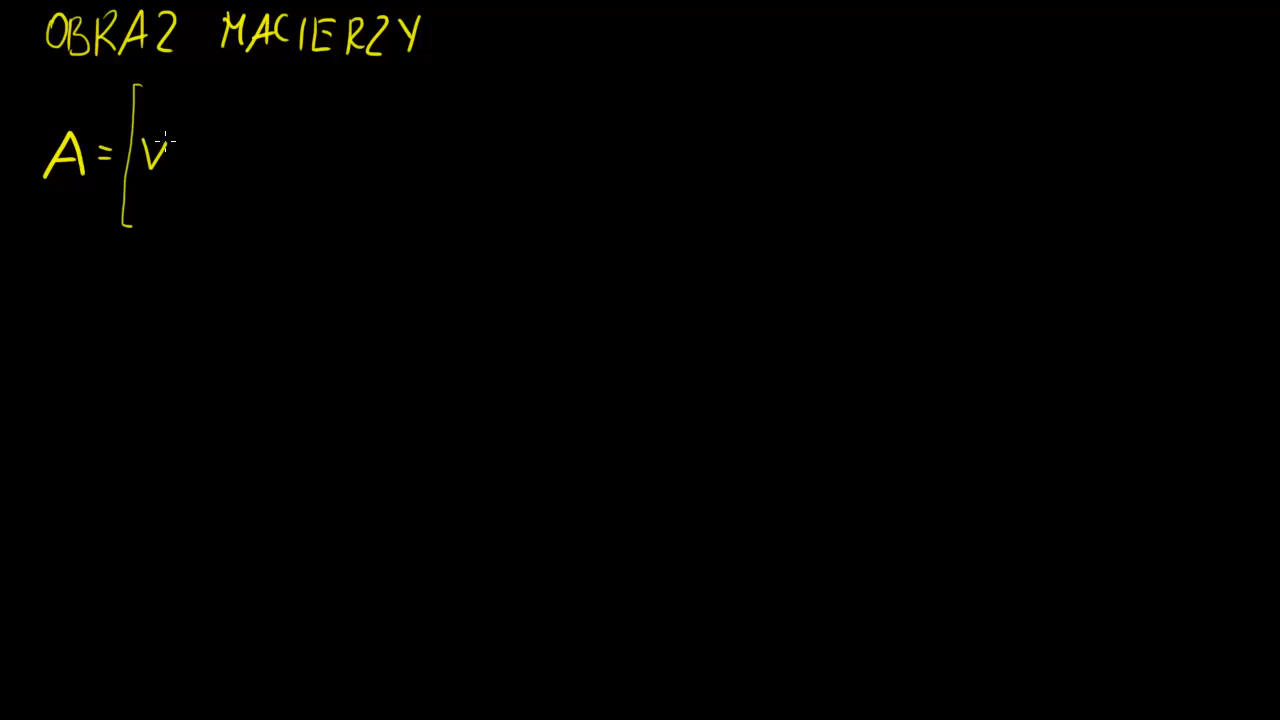 OBRAZ MACIERZY
A = [ v